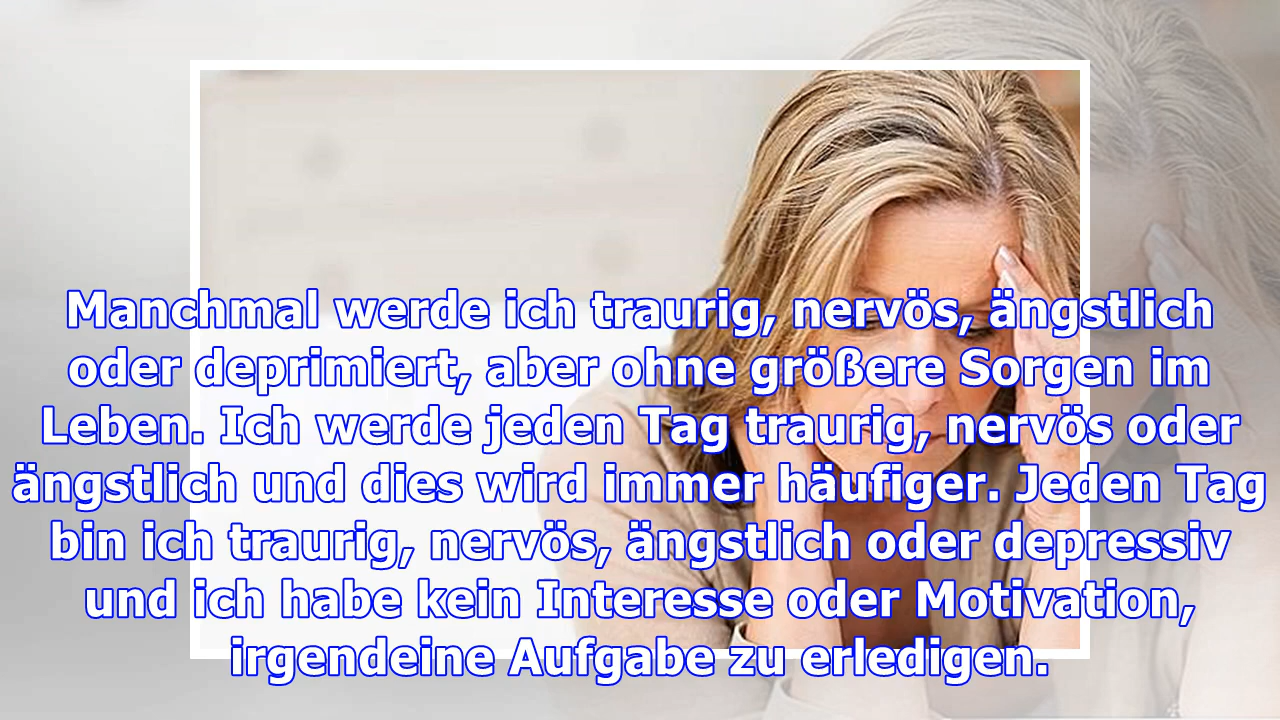 Manchmal werde ich traurig, nervös, ängstlich
oder deprimiert, aber ohne größere Sorgen im
Leben. Ich werde jeden Tag traurig, nervös oder
ängstlich und dies wird immer häufiger. Jeden Tag
bin ich traurig, nervös, ängstlich oder depressiv
und ich habe kein Interesse oder Motivation,
irgendeine Aufgabe zu erledigen.